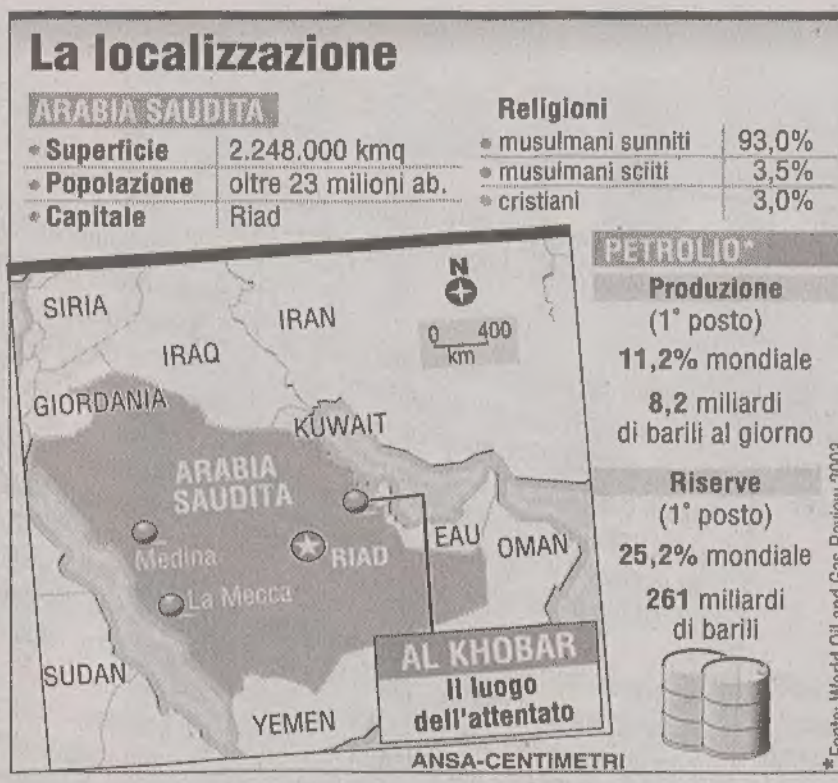 La localizzazione
ARABIA SAUDITA
• Superficie 2.248.000 kmq
• Popolazione oltre 23 milioni ab.
• Capitale Riad
Religioni
• musulmani sunniti 93,0%
• musulmani sciiti 3,5%
• cristiani 3,0%
SIRIA
IRAQ
IRAN
N
0 400
km
GIORDANIA
KUWAIT
ARABIA
SAUDITA
Medina
RIAD
EAU
OMAN
La Mecca
SUDAN
YEMEN
AL KHOBAR
Il luogo
dell'attentato
PETROLIO*
Produzione
(1° posto)
11,2% mondiale
8,2 miliardi
di barili al giorno
Riserve
(1° posto)
25,2% mondiale
261 miliardi
di barili
*Fonte: World Oil and Gas Review 2003
ANSA-CENTIMETRI